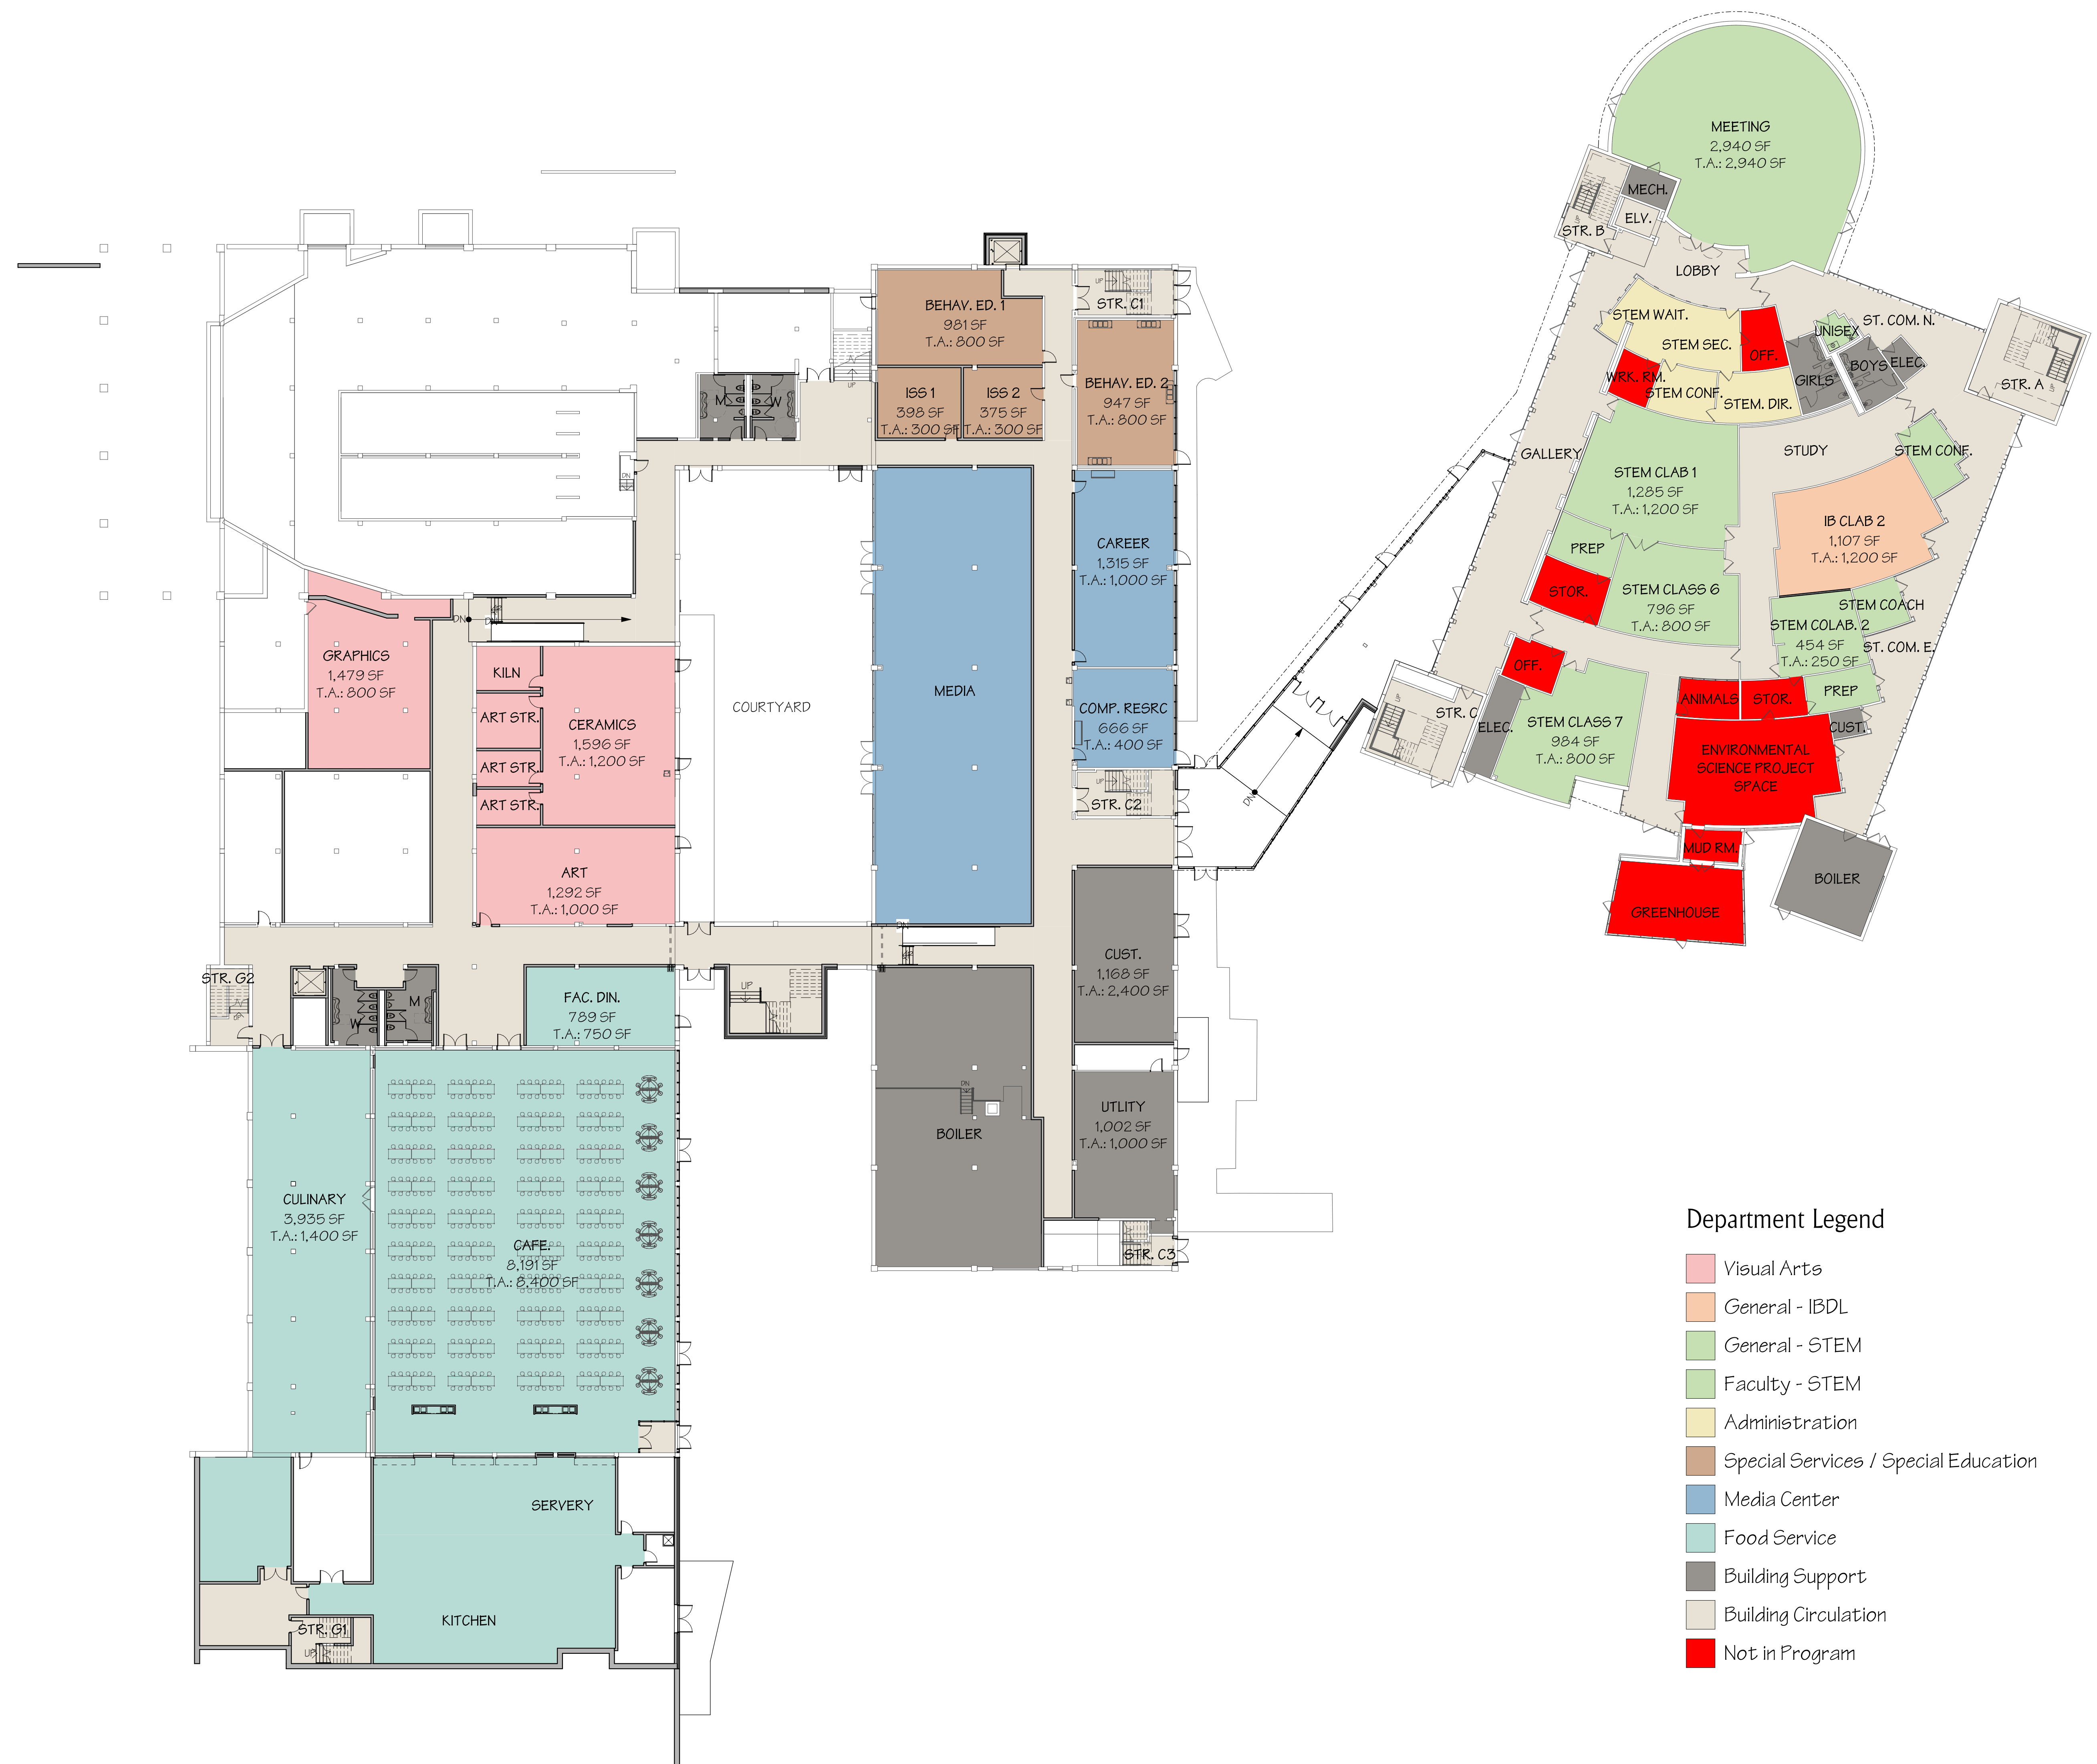 MEETING
2,940 SF
T.A.: 2,940 SF
MECH.
ELV.
UP
STR. B
LOBBY
STEM WAIT.
STEM SEC.
OFF.
UNISEX
ST. COM. N.
WRK. RM.
STEM CONF.
STEM. DIR.
GIRLS
BOYS
ELEC.
STR. A
GALLERY
STUDY
STEM CONF.
STEM CLAB 1
1,285 SF
T.A.: 1,200 SF
IB CLAB 2
1,107 SF
T.A.: 1,200 SF
PREP
STOR.
STEM CLASS 6
796 SF
T.A.: 800 SF
STEM COACH
STEM COLAB. 2
454 SF
T.A.: 250 SF
ST. COM. E.
OFF.
ANIMALS
STOR.
PREP
STR. C
ELEC.
STEM CLASS 7
984 SF
T.A.: 800 SF
CUST.
ENVIRONMENTAL
SCIENCE PROJECT
SPACE
MUD RM.
GREENHOUSE
BOILER
BEHAV. ED. 1
981 SF
T.A.: 800 SF
UP
STR. C1
UP
ISS 1
398 SF
T.A.: 300 SF
ISS 2
375 SF
T.A.: 300 SF
BEHAV. ED. 2
947 SF
T.A.: 800 SF
M
W
DN
CAREER
1,315 SF
T.A.: 1,000 SF
DN
DN
GRAPHICS
1,479 SF
T.A.: 800 SF
KILN
ART STR.
ART STR.
ART STR.
CERAMICS
1,596 SF
T.A.: 1,200 SF
COURTYARD
MEDIA
COMP. RESRC
666 SF
T.A.: 400 SF
UP
STR. C2
DN
ART
1,292 SF
T.A.: 1,000 SF
DN
CUST.
1,168 SF
T.A.: 2,400 SF
STR. G2
W
M
FAC. DIN.
789 SF
T.A.: 750 SF
UP
DN
BOILER
UTLITY
1,002 SF
T.A.: 1,000 SF
STR. C3
CULINARY
3,935 SF
T.A.: 1,400 SF
CAFE.
8,191 SF
T.A.: 8,400 SF
SERVERY
KITCHEN
STR. G1
UP
Department Legend
Visual Arts
General - IBDL
General - STEM
Faculty - STEM
Administration
Special Services / Special Education
Media Center
Food Service
Building Support
Building Circulation
Not in Program